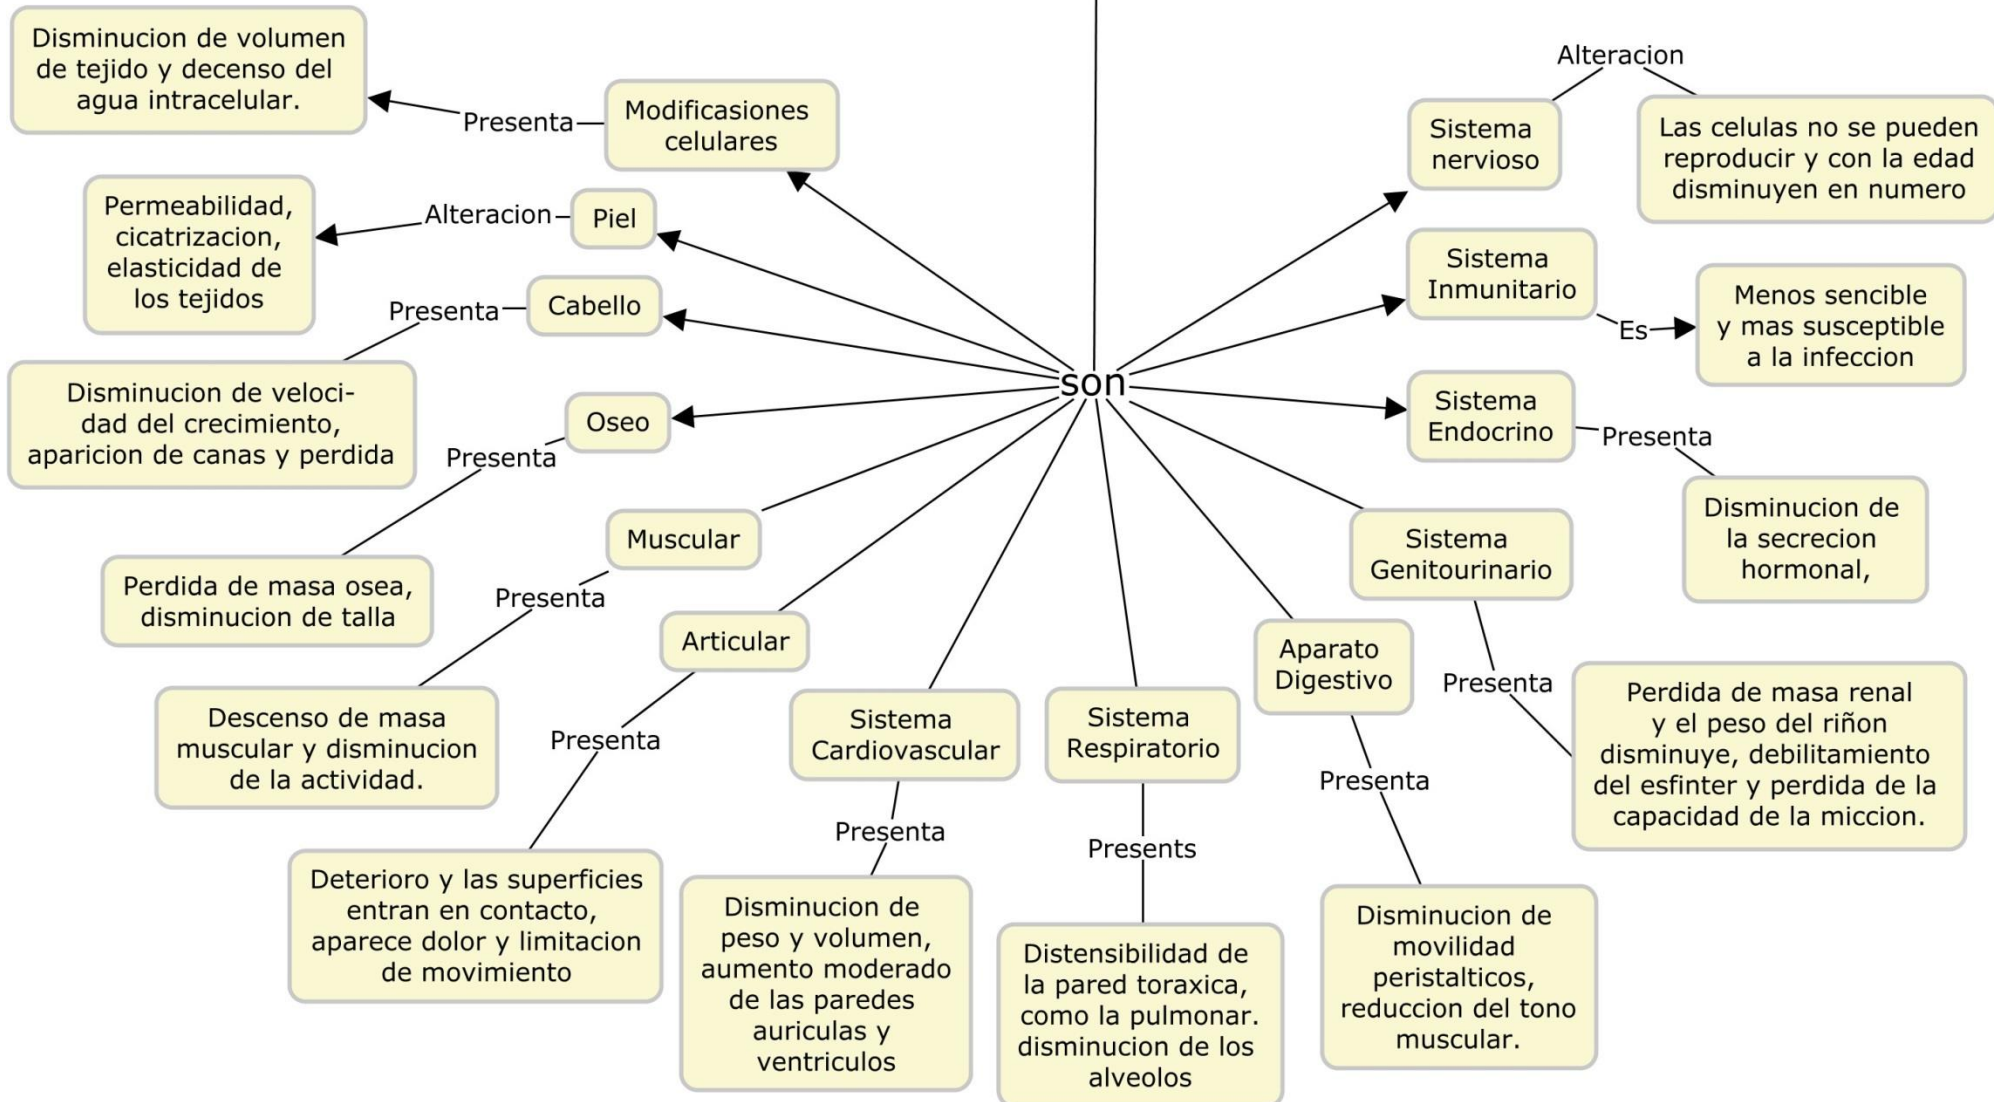 Disminucion de volumen
de tejido y decenso del
agua intracelular.
Presenta
Modificasiones
celulares
Alteracion
Sistema
nervioso
Las celulas no se pueden
reproducir y con la edad
disminuyen en numero
Permeabilidad,
cicatrizacion,
elasticidad de
los tejidos
Alteracion
Piel
Sistema
Inmunitario
Es
Menos sencible
y mas susceptible
a la infeccion
Presenta
Cabello
Disminucion de veloci-
dad del crecimiento,
aparicion de canas y perdida
son
Oseo
Presenta
Perdida de masa osea,
disminucion de talla
Sistema
Endocrino
Presenta
Disminucion de
la secrecion
hormonal,
Muscular
Presenta
Descenso de masa
muscular y disminucion
de la actividad.
Articular
Presenta
Deterioro y las superficies
entran en contacto,
aparece dolor y limitacion
de movimiento
Sistema
Cardiovascular
Presenta
Disminucion de
peso y volumen,
aumento moderado
de las paredes
auriculas y
ventriculos
Sistema
Respiratorio
Presents
Distensibilidad de
la pared toraxica,
como la pulmonar.
disminucion de los
alveolos
Aparato
Digestivo
Presenta
Disminucion de
movilidad
peristalticos,
reduccion del tono
muscular.
Sistema
Genitourinario
Presenta
Perdida de masa renal
y el peso del riñon
disminuye, debilitamiento
del esfinter y perdida de la
capacidad de la miccion.